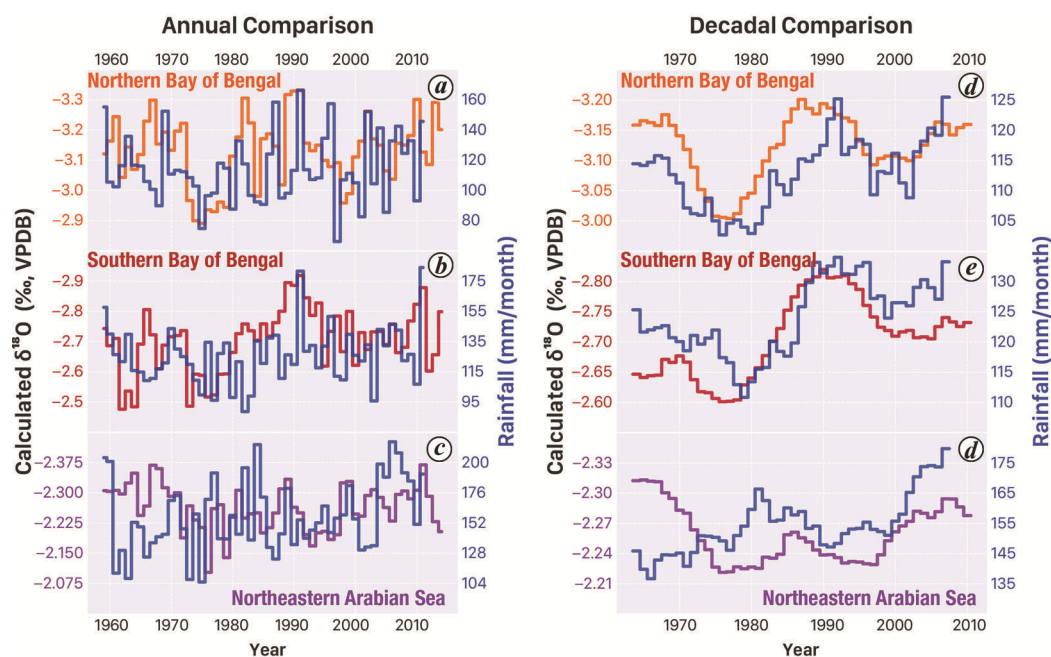 Annual Comparison
Decadal Comparison
1960 1970 1980 1990 2000 2010
1970 1980 1990 2000 2010
Northern Bay of Bengal
a
−3.3
−3.2
−3.1
−3.0
−2.9
160
140
120
100
80
Northern Bay of Bengal
d
−3.20
−3.15
−3.10
−3.05
−3.00
125
120
115
110
105
Southern Bay of Bengal
b
−2.9
−2.8
−2.7
−2.6
−2.5
175
155
135
115
95
Southern Bay of Bengal
e
−2.80
−2.75
−2.70
−2.65
−2.60
130
125
120
115
110
c
−2.375
−2.300
−2.225
−2.150
−2.075
200
176
152
128
104
Northeastern Arabian Sea
d
−2.33
−2.30
−2.27
−2.24
−2.21
175
165
155
145
135
Northeastern Arabian Sea
Calculated δ¹⁸O (‰, VPDB)
Rainfall (mm/month)
Calculated δ¹⁸O (‰, VPDB)
Rainfall (mm/month)
1960 1970 1980 1990 2000 2010
1970 1980 1990 2000 2010
Year
Year